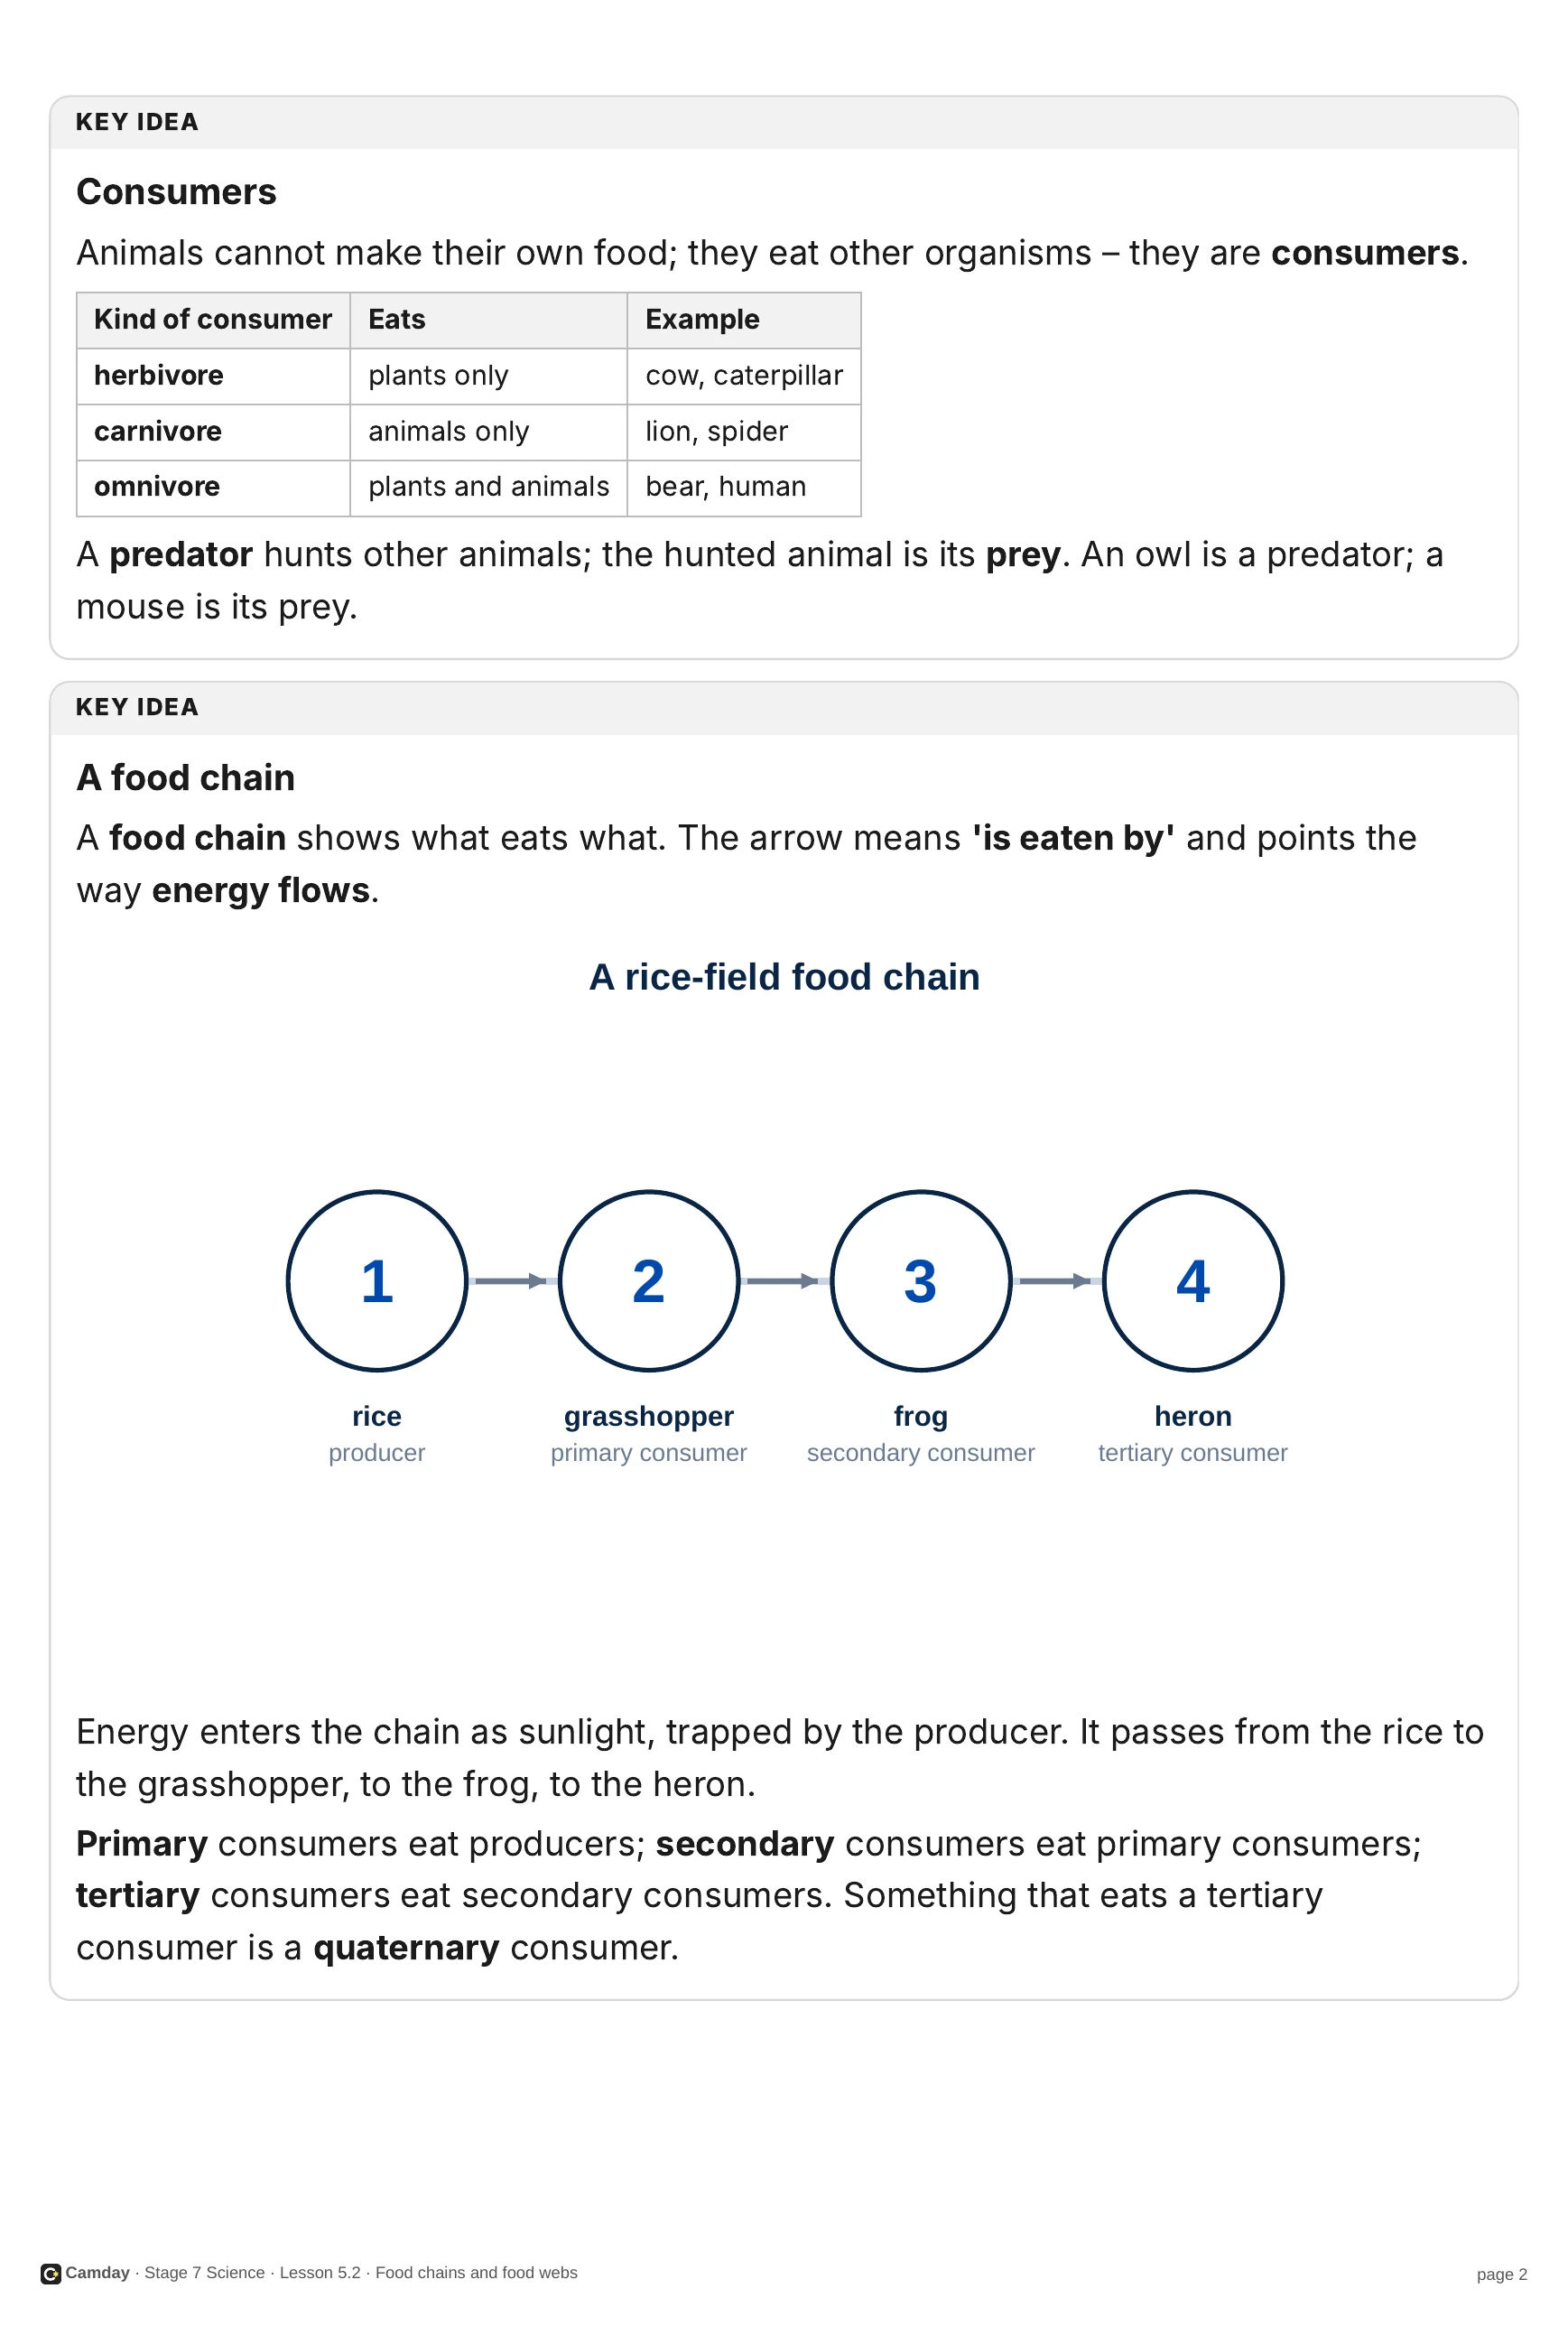 KEY IDEA
Consumers
Animals cannot make their own food; they eat other organisms – they are consumers.
Kind of consumer Eats Example
herbivore plants only cow, caterpillar
carnivore animals only lion, spider
omnivore plants and animals bear, human
A predator hunts other animals; the hunted animal is its prey. An owl is a predator; a
mouse is its prey.
KEY IDEA
A food chain
A food chain shows what eats what. The arrow means 'is eaten by' and points the
way energy flows.
A rice-field food chain
1 2 3 4
rice grasshopper frog heron
producer primary consumer secondary consumer tertiary consumer
Energy enters the chain as sunlight, trapped by the producer. It passes from the rice to
the grasshopper, to the frog, to the heron.
Primary consumers eat producers; secondary consumers eat primary consumers;
tertiary consumers eat secondary consumers. Something that eats a tertiary
consumer is a quaternary consumer.
Camday · Stage 7 Science · Lesson 5.2 · Food chains and food webs page 2